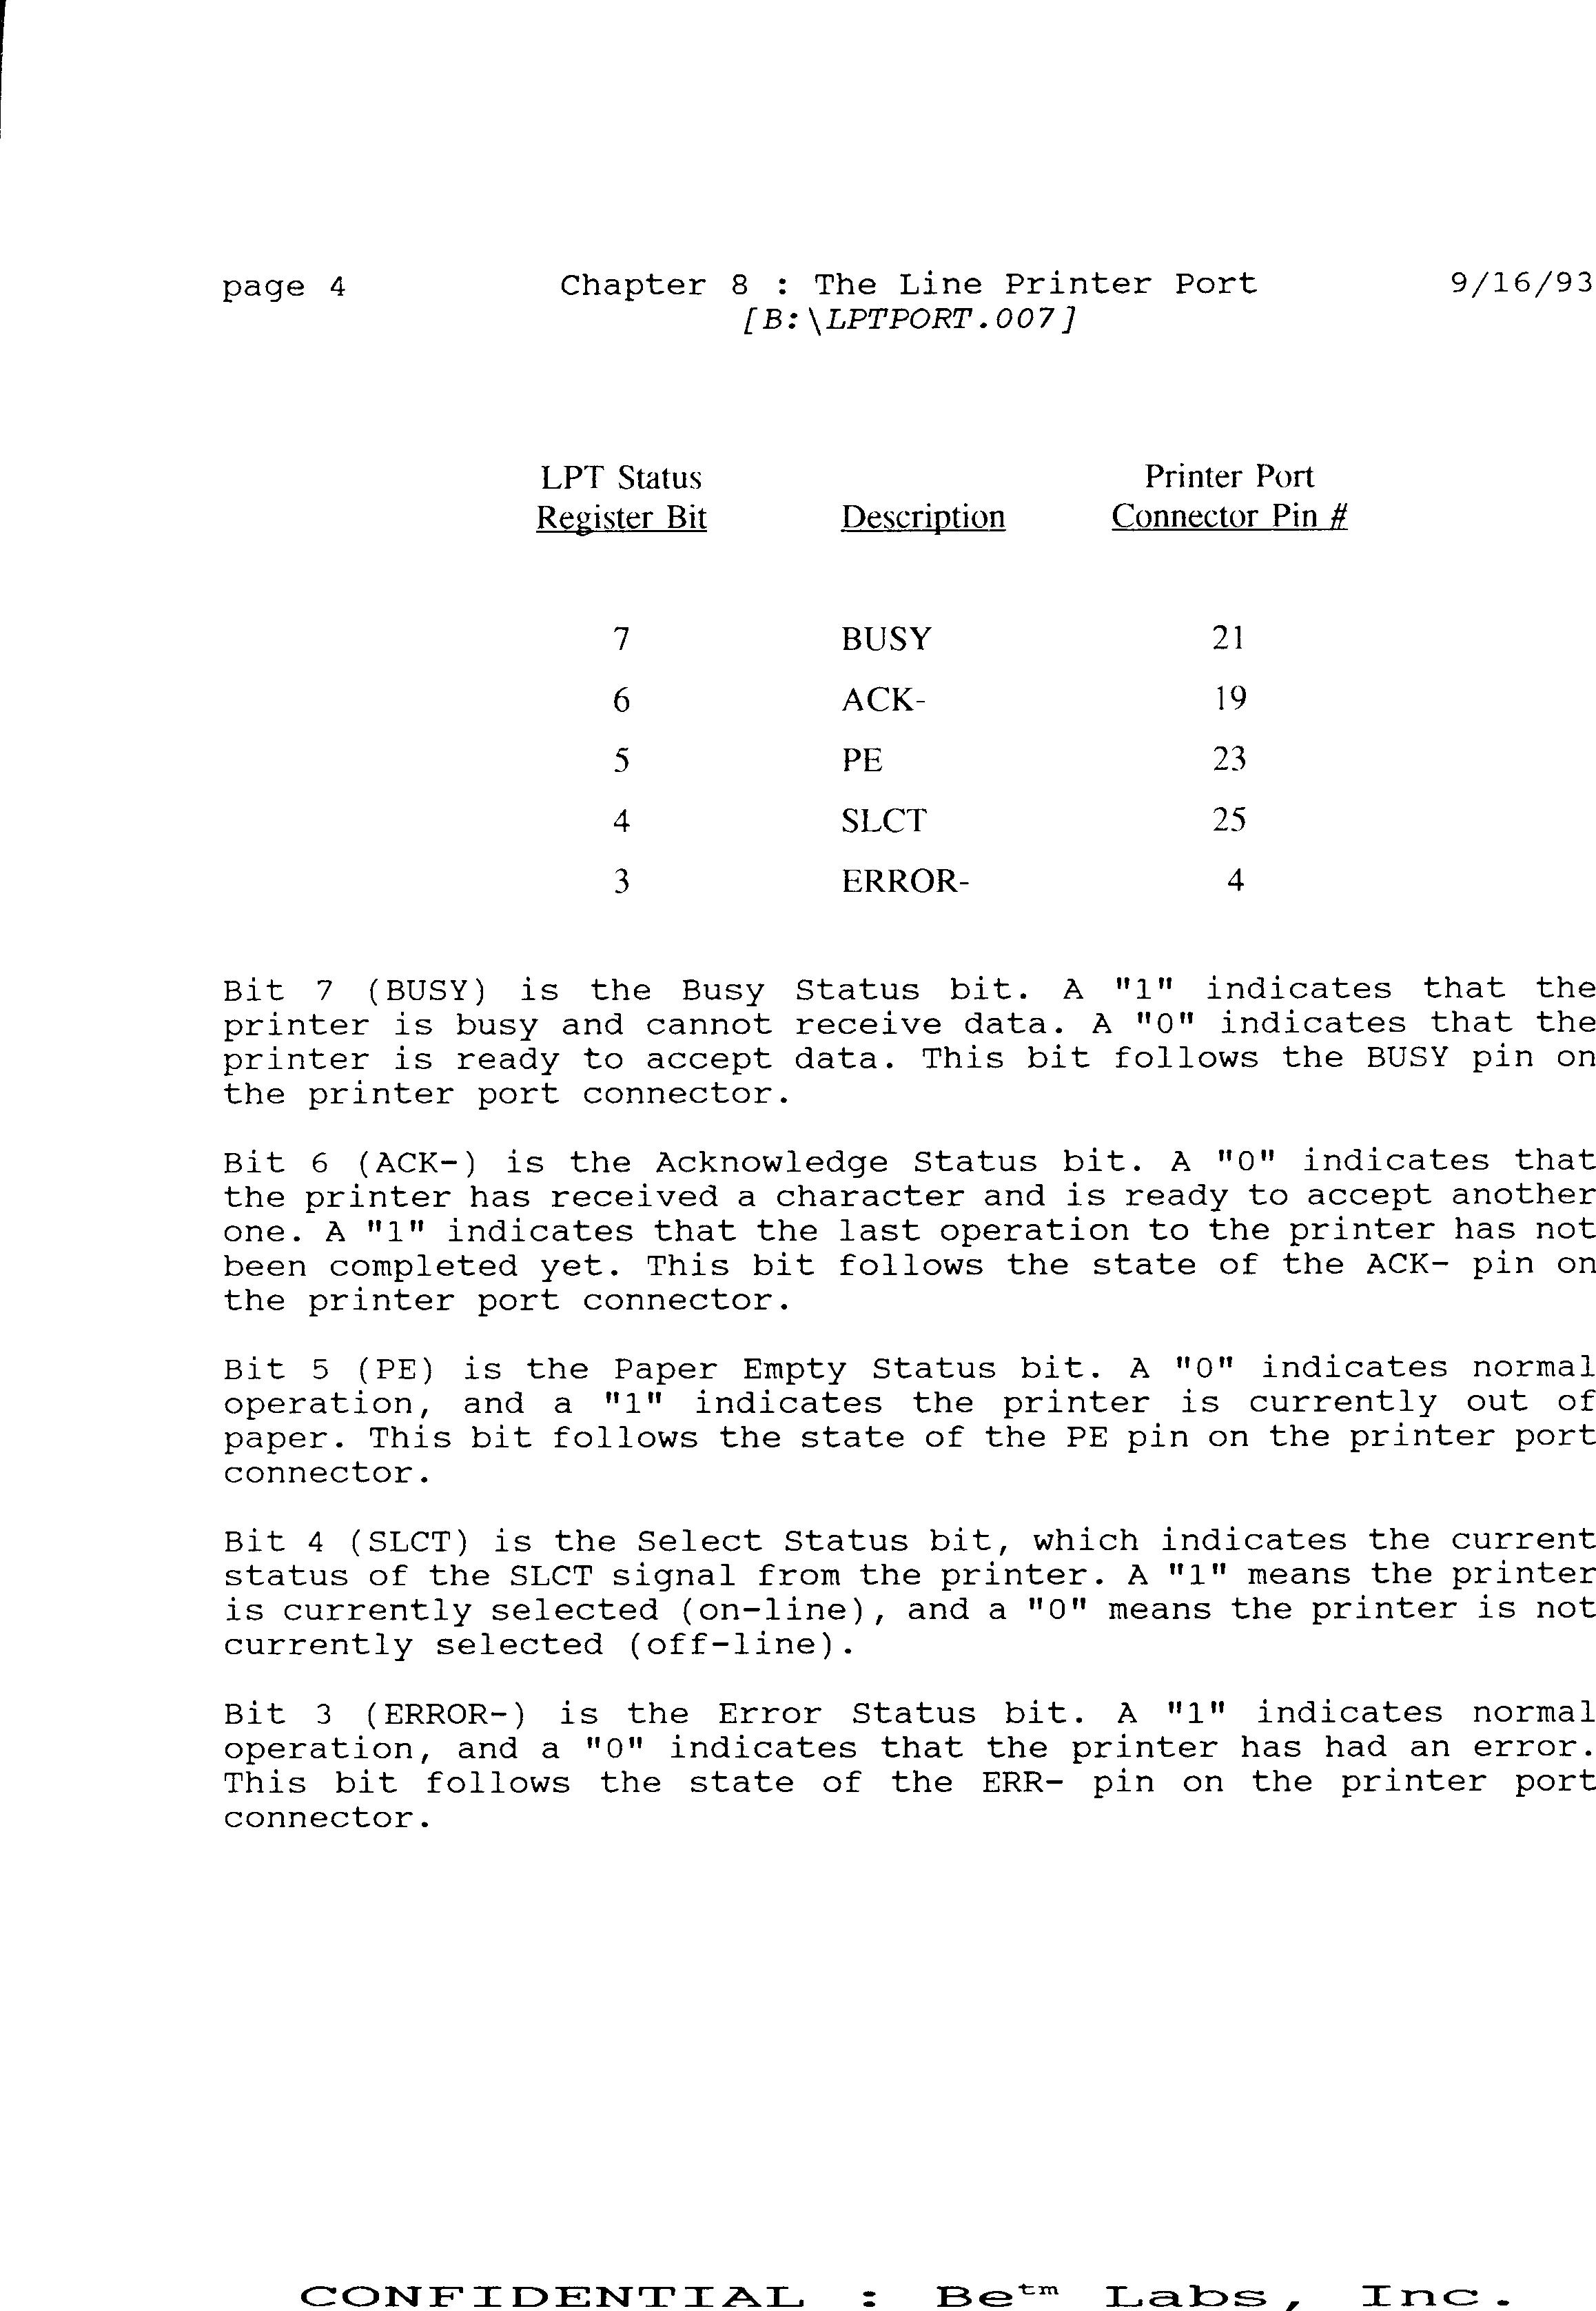 page 4 Chapter 8 : The Line Printer Port 9/16/93
[B:\LPTPORT.007]
LPT Status Printer Port
Register Bit Description Connector Pin #
7 BUSY 21
6 ACK- 19
5 PE 23
4 SLCT 25
3 ERROR- 4
Bit 7 (BUSY) is the Busy Status bit. A "1" indicates that the
printer is busy and cannot receive data. A "0" indicates that the
printer is ready to accept data. This bit follows the BUSY pin on
the printer port connector.
Bit 6 (ACK-) is the Acknowledge Status bit. A "0" indicates that
the printer has received a character and is ready to accept another
one. A "1" indicates that the last operation to the printer has not
been completed yet. This bit follows the state of the ACK- pin on
the printer port connector.
Bit 5 (PE) is the Paper Empty Status bit. A "0" indicates normal
operation, and a "1" indicates the printer is currently out of
paper. This bit follows the state of the PE pin on the printer port
connector.
Bit 4 (SLCT) is the Select Status bit, which indicates the current
status of the SLCT signal from the printer. A "1" means the printer
is currently selected (on-line), and a "0" means the printer is not
currently selected (off-line).
Bit 3 (ERROR-) is the Error Status bit. A "1" indicates normal
operation, and a "0" indicates that the printer has had an error.
This bit follows the state of the ERR- pin on the printer port
connector.
CONFIDENTIAL : Be™ Labs, Inc.